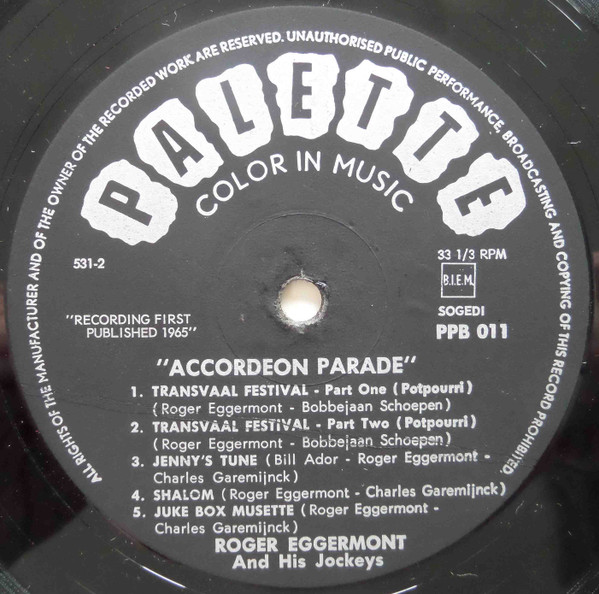 ALL RIGHTS OF THE MANUFACTURER AND OF THE OWNER OF THE RECORDED WORK ARE RESERVED. UNAUTHORISED PUBLIC PERFORMANCE, BROADCASTING AND COPYING OF THIS RECORD PROHIBITED.
PALETTE
COLOR IN MUSIC
531-2
33 1/3 RPM
B.I.E.M.
SOGEDI
PPB 011
"RECORDING FIRST
PUBLISHED 1965"
"ACCORDEON PARADE"
1. TRANSVAAL FESTIVAL - Part One (Potpourri)
(Roger Eggermont - Bobbejaan Schoepen)
2. TRANSVAAL FESTIVAL - Part Two (Potpourri)
(Roger Eggermont - Bobbejaan Schoepen)
3. JENNY'S TUNE (Bill Ador - Roger Eggermont -
Charles Garemijnck)
4. SHALOM (Roger Eggermont - Charles Garemijnck)
5. JUKE BOX MUSETTE (Roger Eggermont -
Charles Garemijnck)
ROGER EGGERMONT
And His Jockeys